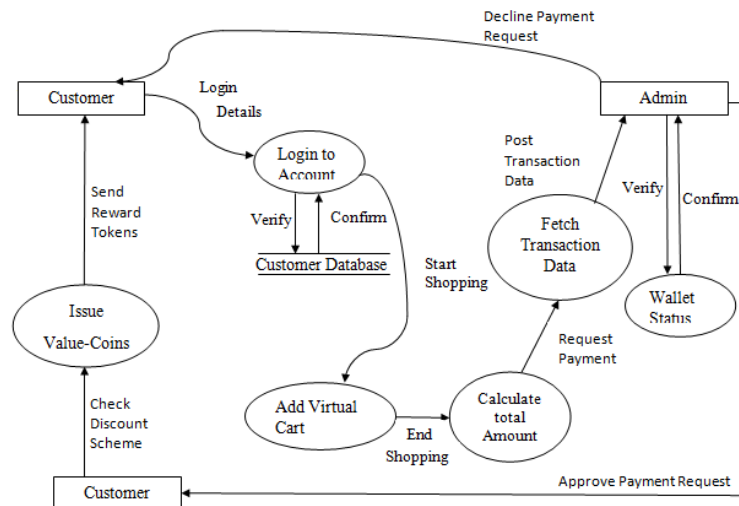 Decline Payment
Request
Customer
Login
Details
Admin
Post
Transaction
Data
Login to
Account
Verify
Confirm
Send
Reward
Tokens
Verify
Confirm
Fetch
Transaction
Data
Customer Database
Start
Shopping
Wallet
Status
Issue
Value-Coins
Request
Payment
Check
Discount
Scheme
Add Virtual
Cart
Calculate
total
Amount
End
Shopping
Customer
Approve Payment Request